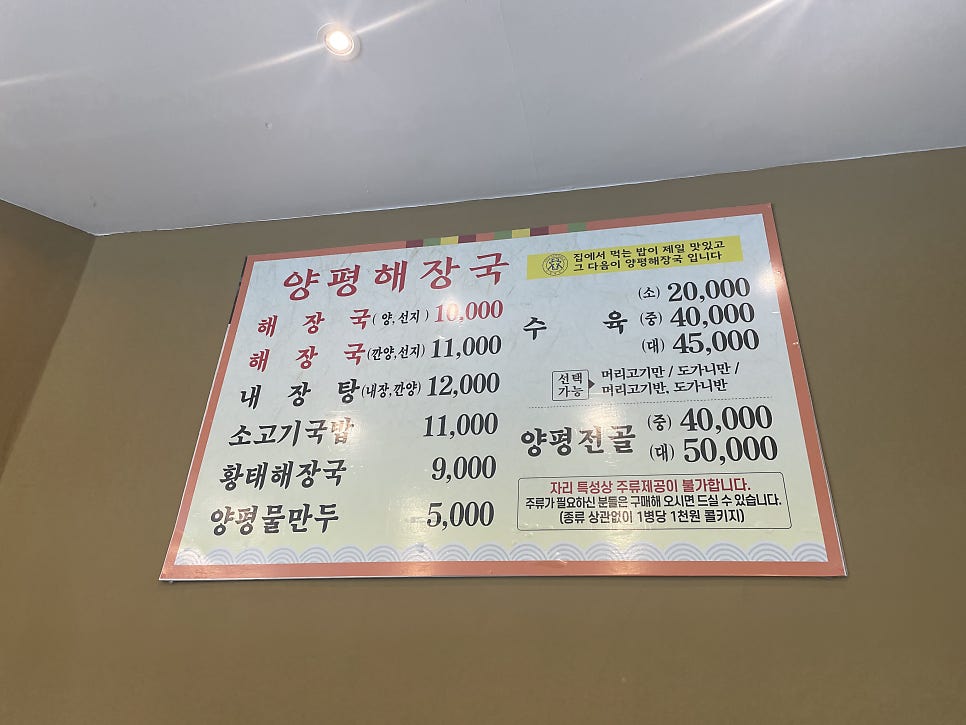 양평해장국
해장국(양,선지) 10,000
해장국(깐양,선지) 11,000
내장탕(내장,깐양) 12,000
소고기국밥 11,000
황태해장국 9,000
양평물만두 5,000
집에서 먹는 밥이 제일 맛있고
그 다음이 양평해장국 입니다
수육 (소) 20,000
(중) 40,000
(대) 45,000
선택가능 머리고기만 / 도가니만 /
머리고기반, 도가니반
양평전골 (중) 40,000
(대) 50,000
자리 특성상 주류제공이 불가합니다.
주류가 필요하신 분들은 구매해 오시면 드실 수 있습니다.
(종류 상관없이 1병당 1천원 콜키지)